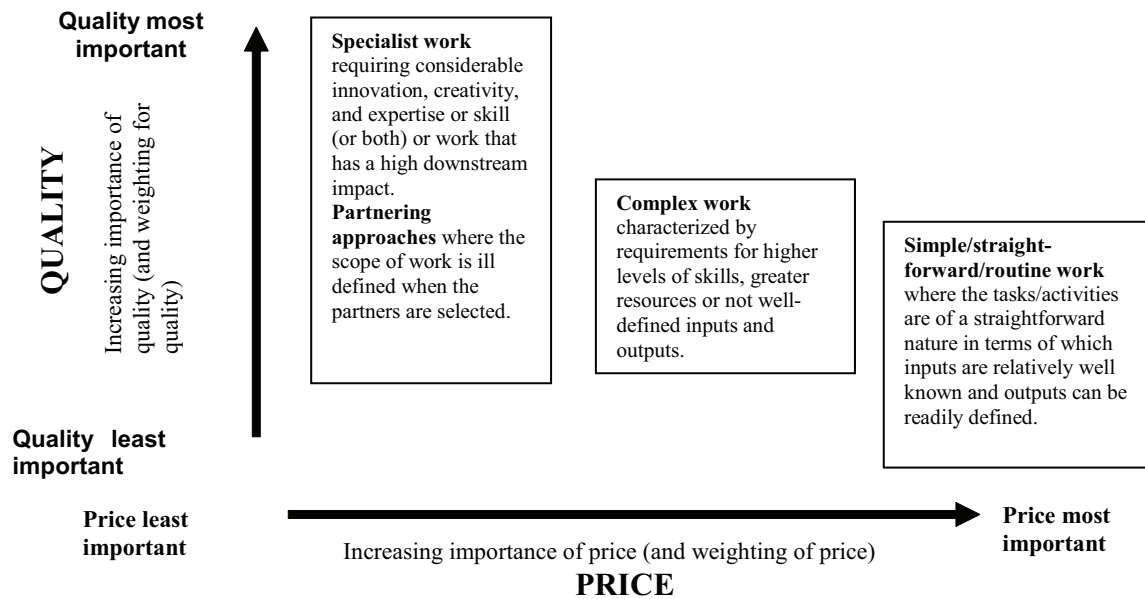 Quality most
important
QUALITY
Increasing importance of
quality (and weighting for
quality)
Quality least
important
Specialist work
requiring considerable
innovation, creativity,
and expertise or skill
(or both) or work that
has a high downstream
impact.
Partnering
approaches where the
scope of work is ill
defined when the
partners are selected.
Complex work
characterized by
requirements for higher
levels of skills, greater
resources or not well-
defined inputs and
outputs.
Simple/straight-
forward/routine work
where the tasks/activities
are of a straightforward
nature in terms of which
inputs are relatively well
known and outputs can be
readily defined.
Price least
important
Increasing importance of price (and weighting of price)
PRICE
Price most
important